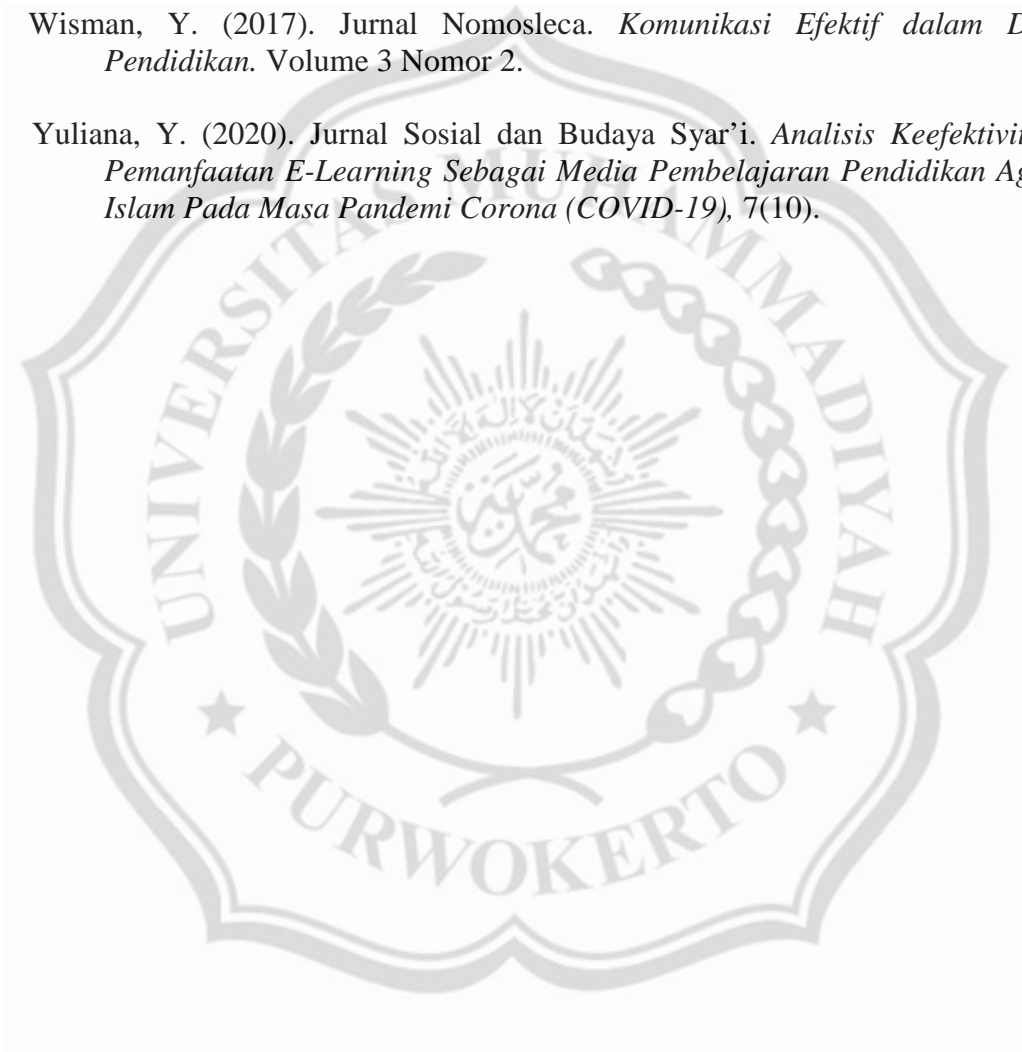 Wisman, Y. (2017). Jurnal Nomosleca. Komunikasi Efektif dalam
Pendidikan. Volume 3 Nomor 2.
Yuliana, Y. (2020). Jurnal Sosial dan Budaya Syar’i. Analisis
Pemanfaatan E-Learning Sebagai Media Pembelajaran Pendidikan
Islam Pada Masa Pandemi Corona (COVID-19), 7(10).
UNIVERSITAS MUHAMMADIYAH
PURWOKERTO